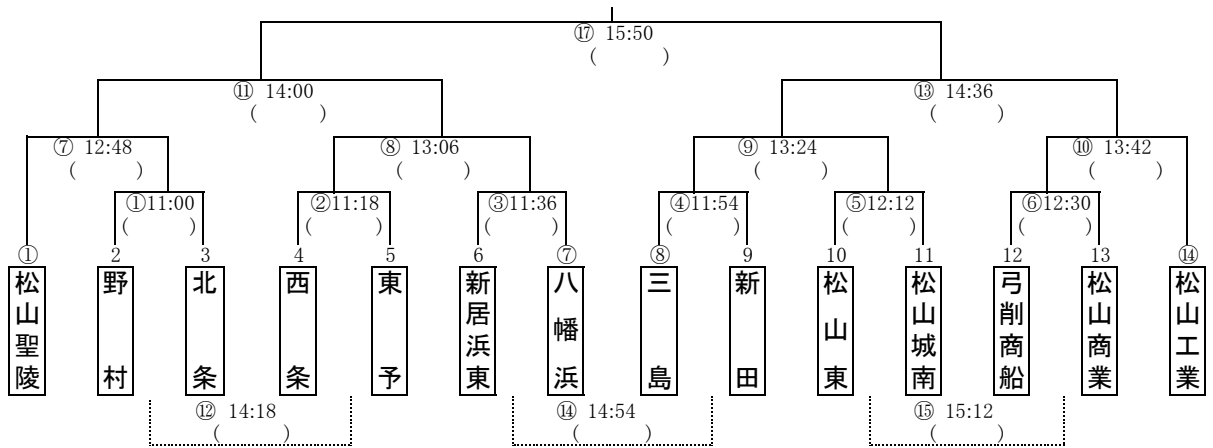 ⑰ 15:50
( )
⑪ 14:00
( )
⑬ 14:36
( )
⑦ 12:48
( )
⑧ 13:06
( )
⑨ 13:24
( )
⑩ 13:42
( )
①11:00
( )
②11:18
( )
③11:36
( )
④11:54
( )
⑤12:12
( )
⑥12:30
( )
① 2 3 4 5 6 ⑦ ⑧ 9 10 11 12 13 ⑭
松山聖陵
野村
北条
西条
東予
新居浜東
八幡浜
三島
新田
松山東
松山城南
弓削商船
松山商業
松山工業
⑫ 14:18
( )
⑭ 14:54
( )
⑮ 15:12
( )